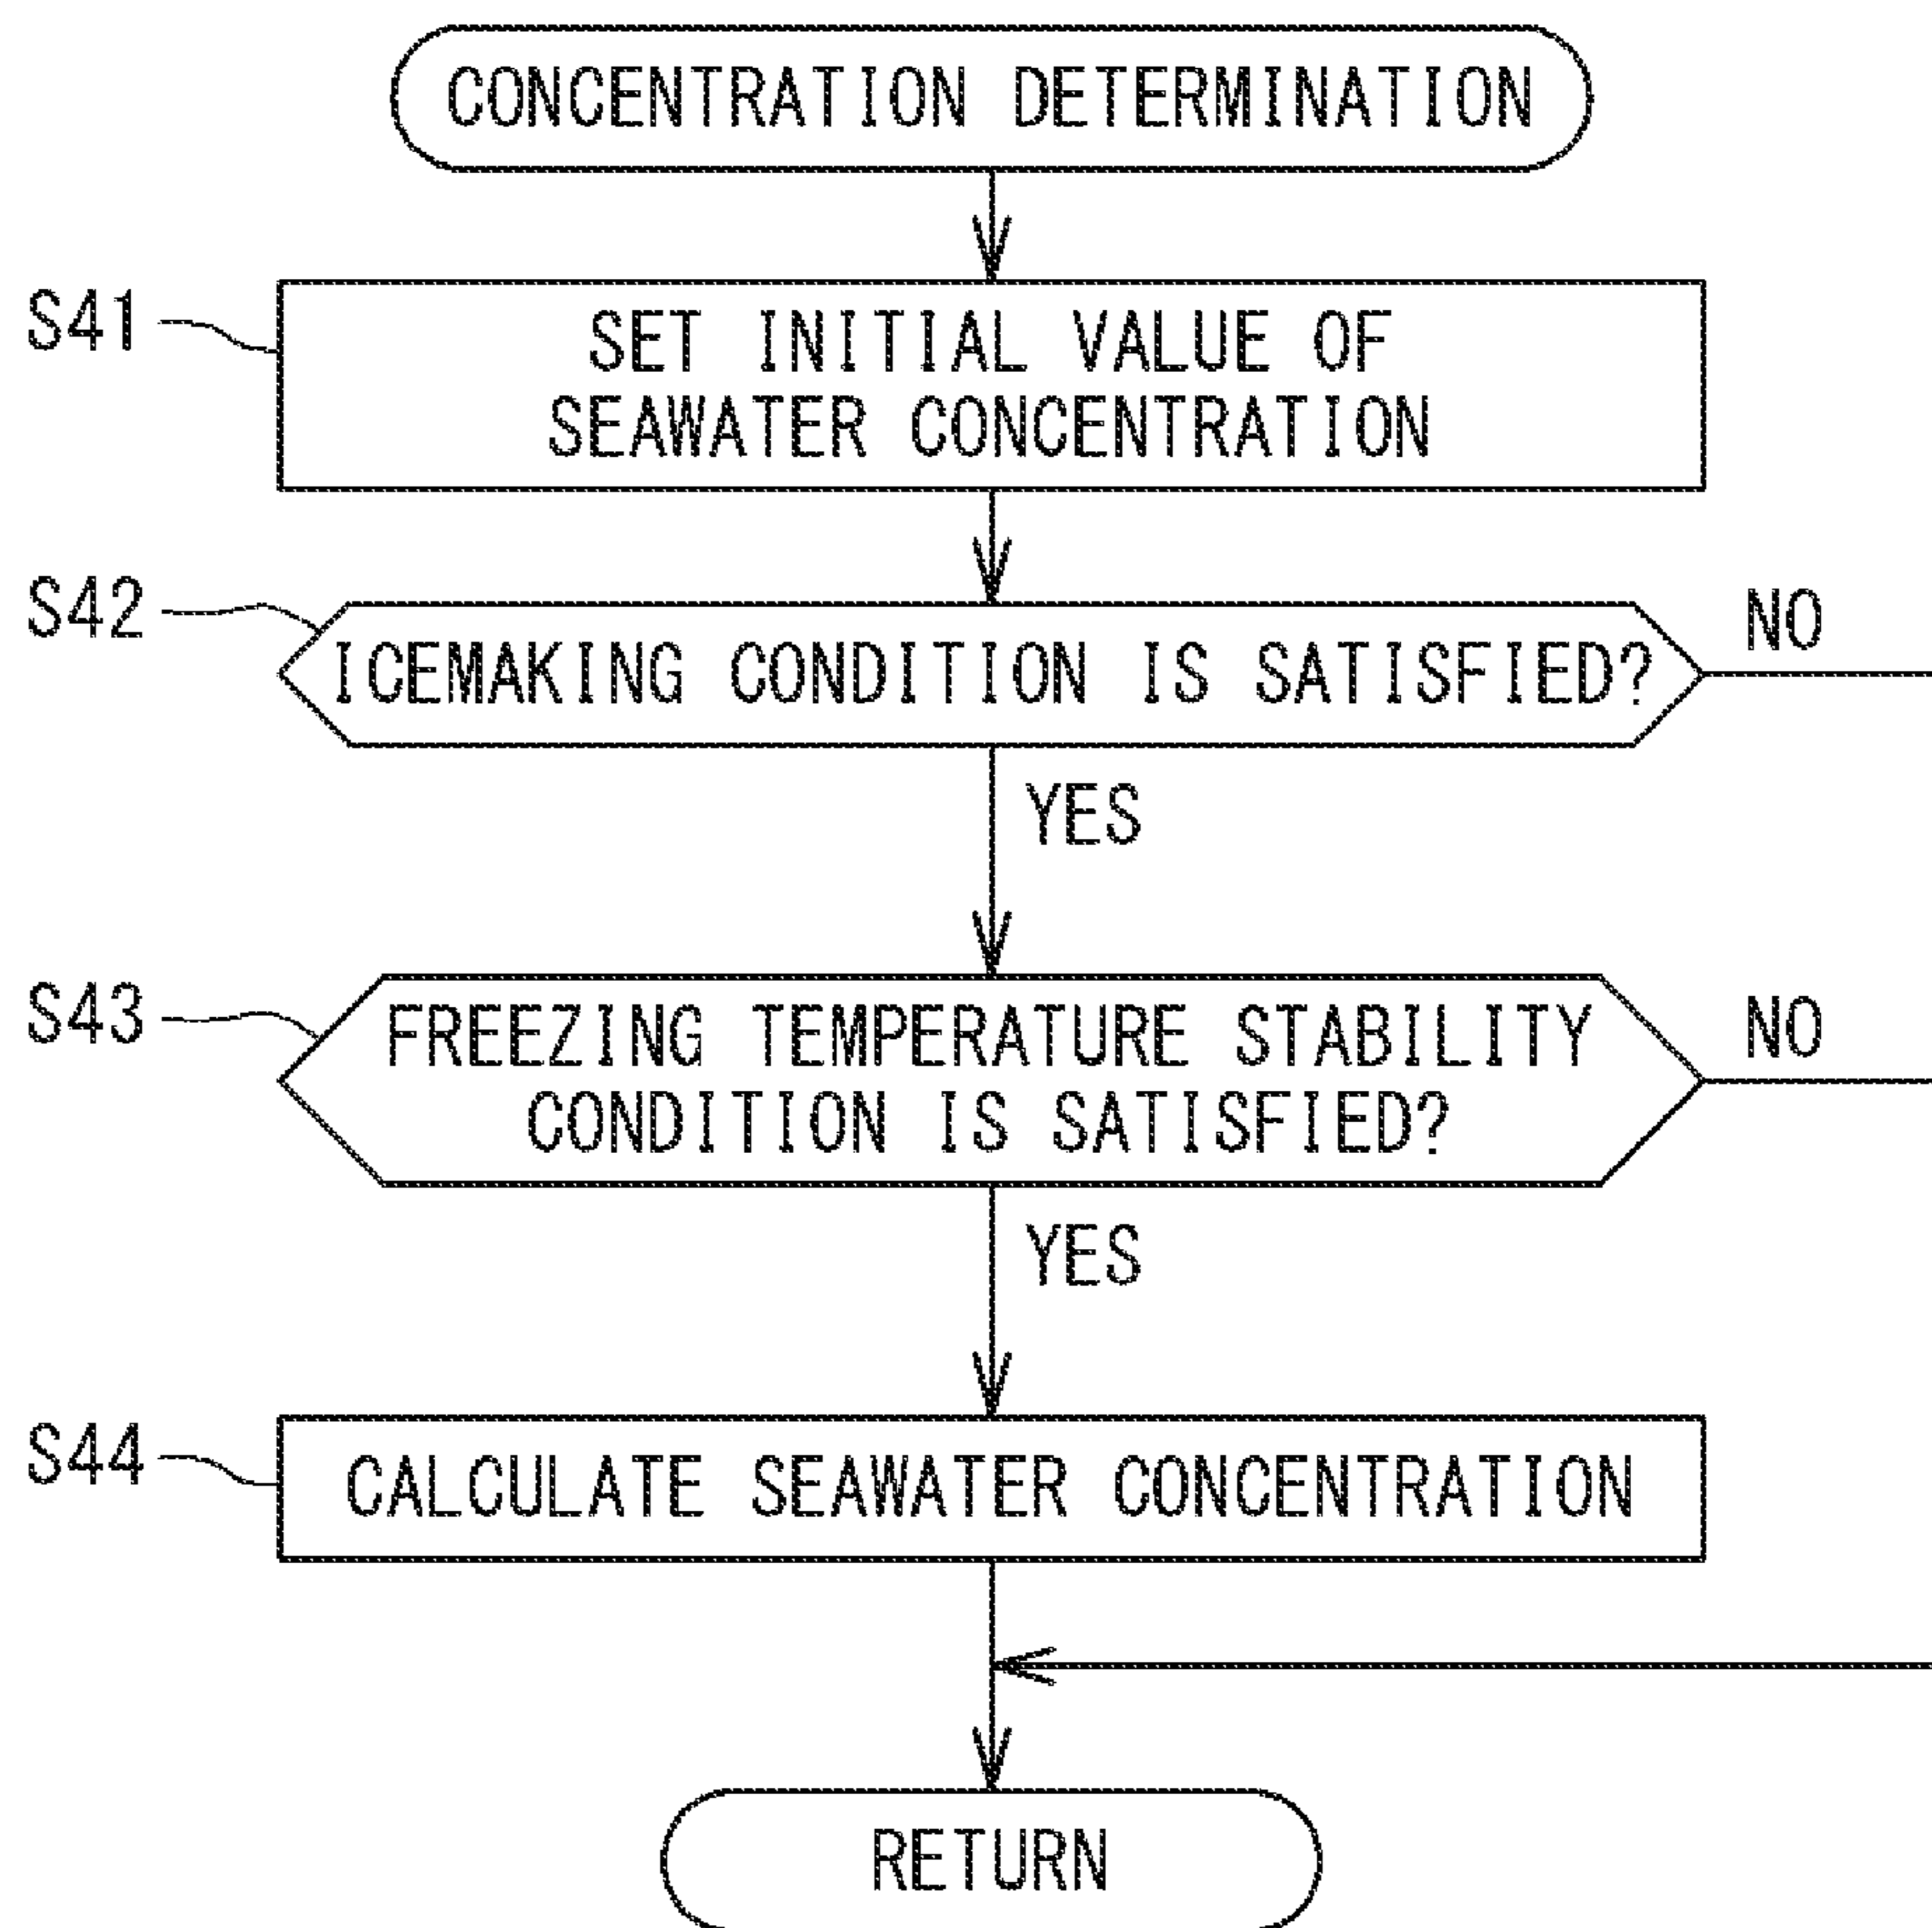 CONCENTRATION DETERMINATION
S41
SET INITIAL VALUE OF
SEAWATER CONCENTRATION
S42
ICEMAKING CONDITION IS SATISFIED?
NO
YES
S43
FREEZING TEMPERATURE STABILITY
CONDITION IS SATISFIED?
NO
YES
S44
CALCULATE SEAWATER CONCENTRATION
RETURN